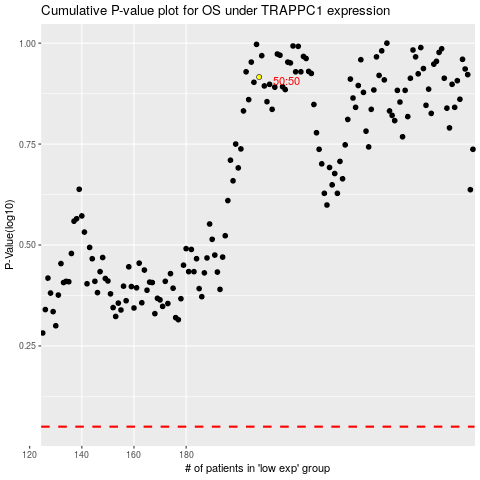 Cumulative P-value plot for OS under TRAPPC1 expression
1.00
50:50
0.75
P-Value(log10)
0.50
0.25
120 140 160 180
# of patients in 'low exp' group